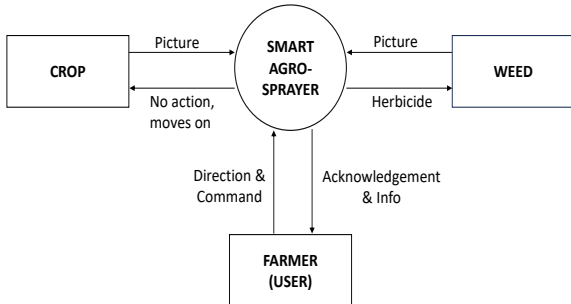 Picture
SMART
AGRO-
SPRAYER
Picture
CROP
WEED
No action,
moves on
Herbicide
Direction &
Command
Acknowledgement
& Info
FARMER
(USER)